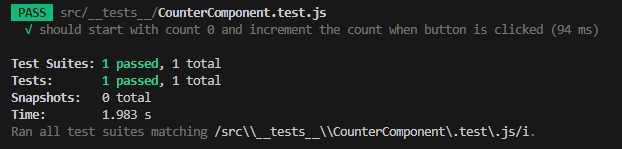 PASS src/__tests__/CounterComponent.test.js
√ should start with count 0 and increment the count when button is clicked (94 ms)
Test Suites: 1 passed, 1 total
Tests: 1 passed, 1 total
Snapshots: 0 total
Time: 1.983 s
Ran all test suites matching /src\\__tests__\\CounterComponent\.test\.js/i.